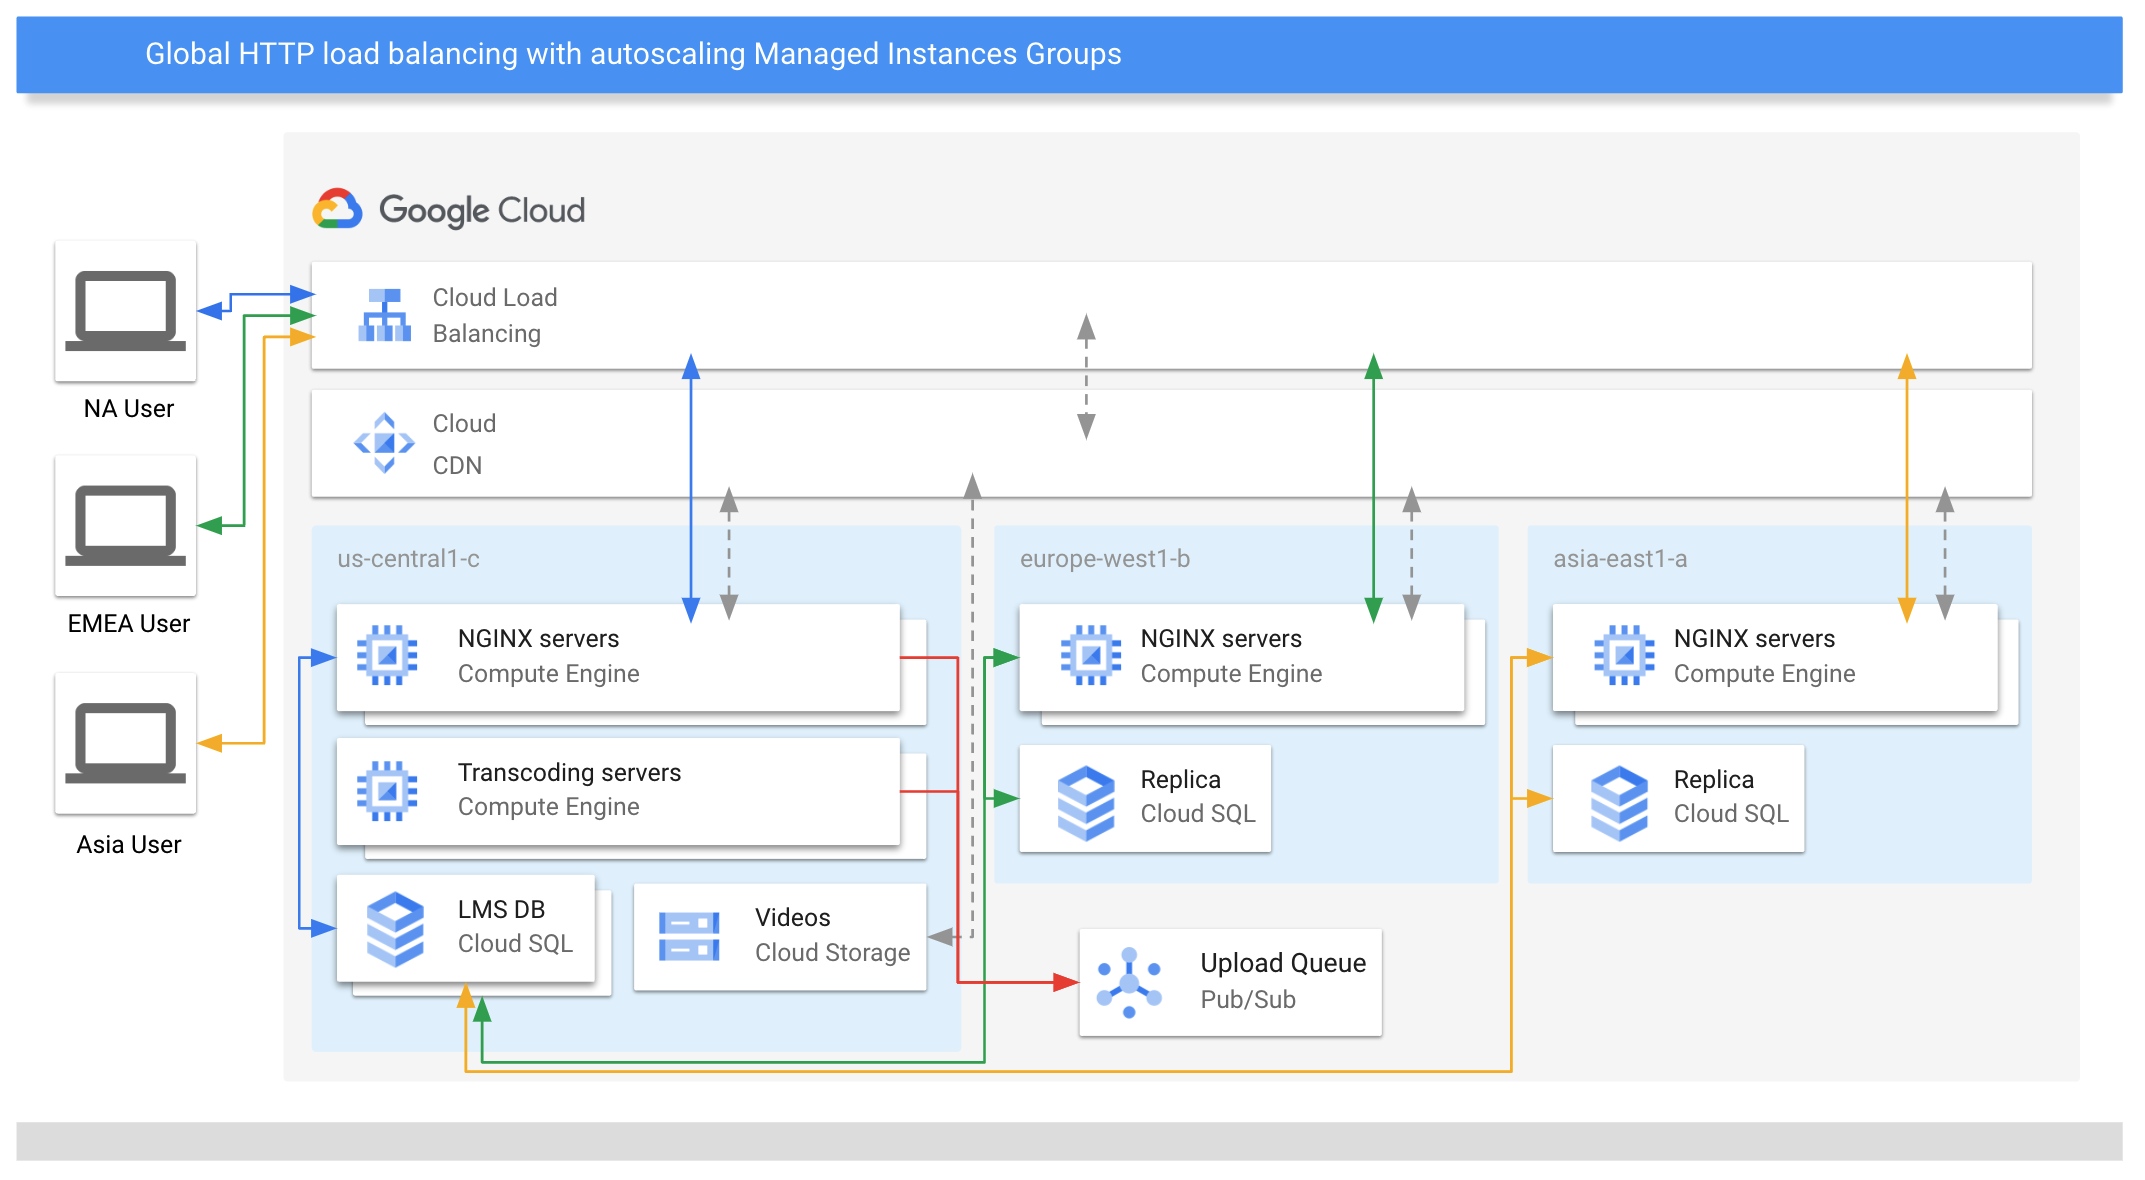 Global HTTP load balancing with autoscaling Managed Instances Groups
Google Cloud
Cloud Load
Balancing
NA User
Cloud
CDN
EMEA User
Asia User
us-central1-c
NGINX servers
Compute Engine
Transcoding servers
Compute Engine
LMS DB
Cloud SQL
Videos
Cloud Storage
europe-west1-b
NGINX servers
Compute Engine
Replica
Cloud SQL
asia-east1-a
NGINX servers
Compute Engine
Replica
Cloud SQL
Upload Queue
Pub/Sub